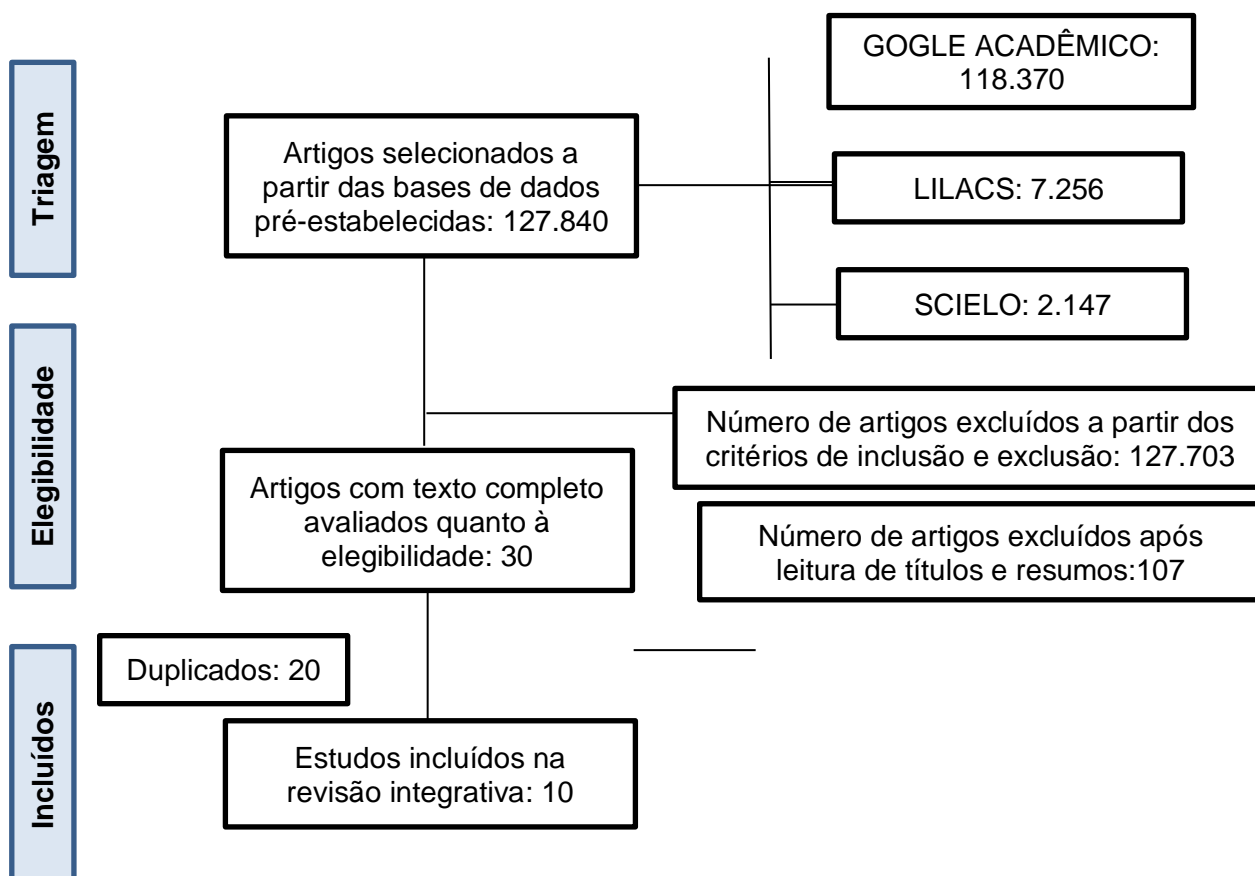 Triagem
Artigos selecionados a
partir das bases de dados
pré-estabelecidas: 127.840
GOGLE ACADÊMICO:
118.370
LILACS: 7.256
SCIELO: 2.147
Elegibilidade
Número de artigos excluídos a partir dos
critérios de inclusão e exclusão: 127.703
Artigos com texto completo
avaliados quanto à
elegibilidade: 30
Número de artigos excluídos após
leitura de títulos e resumos:107
Incluídos
Duplicados: 20
Estudos incluídos na
revisão integrativa: 10